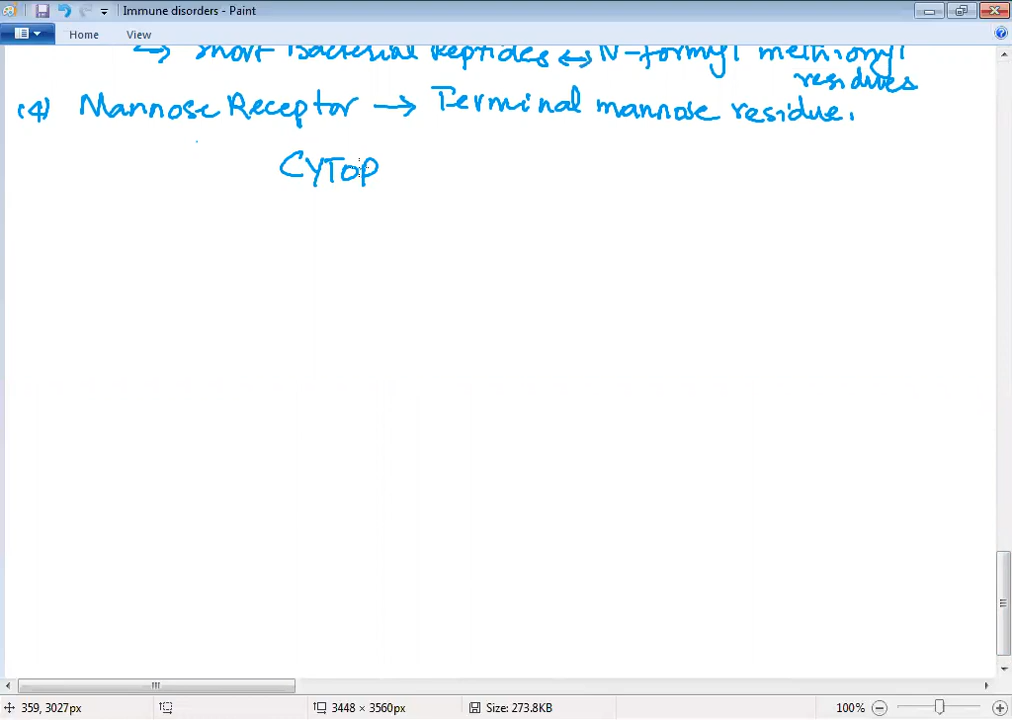 Immune disorders - Paint
Home View
↳ Short Bacterial Peptides ↔ N-formyl methionyl
residues
(4) Mannose Receptor → Terminal mannose residue.
CYTOP
359, 3027px 3448 × 3560px Size: 273.8KB 100%